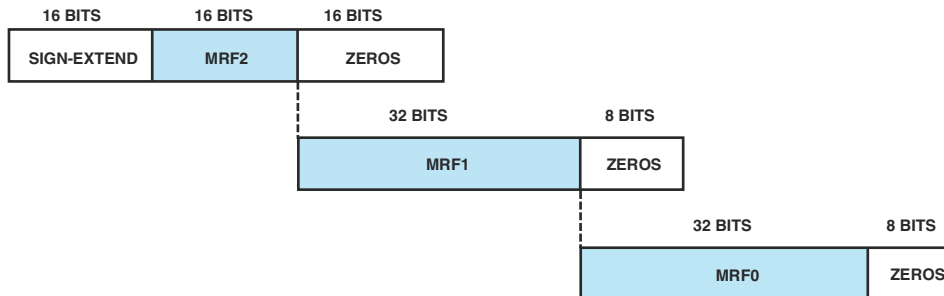 16 BITS 16 BITS 16 BITS
SIGN-EXTEND MRF2 ZEROS
32 BITS 8 BITS
MRF1 ZEROS
32 BITS 8 BITS
MRF0 ZEROS